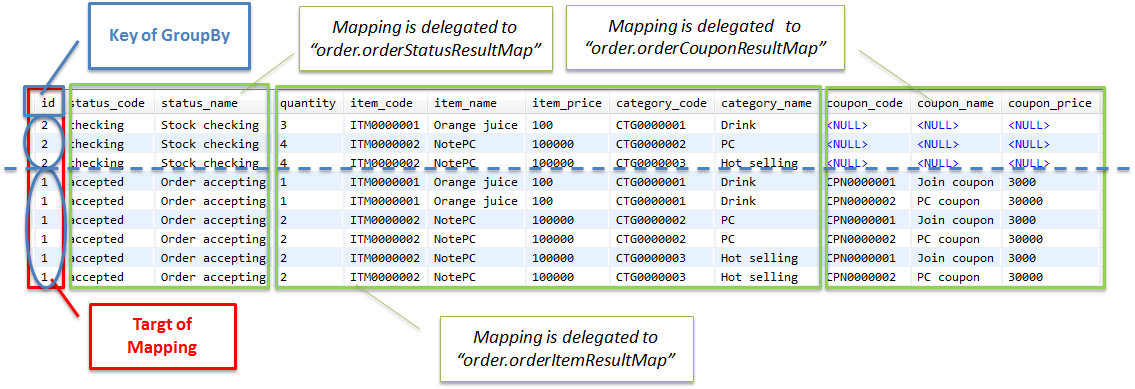 Key of GroupBy
Mapping is delegated to
“order.orderStatusResultMap”
Mapping is delegated   to
“order.orderCouponResultMap”
id status_code status_name quantity item_code item_name item_price category_code category_name coupon_code coupon_name coupon_price
2 checking Stock checking 3 ITM0000001 Orange juice 100 CTG0000001 Drink <NULL> <NULL> <NULL>
2 checking Stock checking 4 ITM0000002 NotePC 100000 CTG0000002 PC <NULL> <NULL> <NULL>
2 checking Stock checking 4 ITM0000002 NotePC 100000 CTG0000003 Hot selling <NULL> <NULL> <NULL>
1 accepted Order accepting 1 ITM0000001 Orange juice 100 CTG0000001 Drink CPN0000001 Join coupon 3000
1 accepted Order accepting 1 ITM0000001 Orange juice 100 CTG0000001 Drink CPN0000002 PC coupon 30000
1 accepted Order accepting 2 ITM0000002 NotePC 100000 CTG0000002 PC CPN0000001 Join coupon 3000
1 accepted Order accepting 2 ITM0000002 NotePC 100000 CTG0000002 PC CPN0000002 PC coupon 30000
1 accepted Order accepting 2 ITM0000002 NotePC 100000 CTG0000003 Hot selling CPN0000001 Join coupon 3000
1 accepted Order accepting 2 ITM0000002 NotePC 100000 CTG0000003 Hot selling CPN0000002 PC coupon 30000
Targt of
Mapping
Mapping is delegated to
“order.orderItemResultMap”